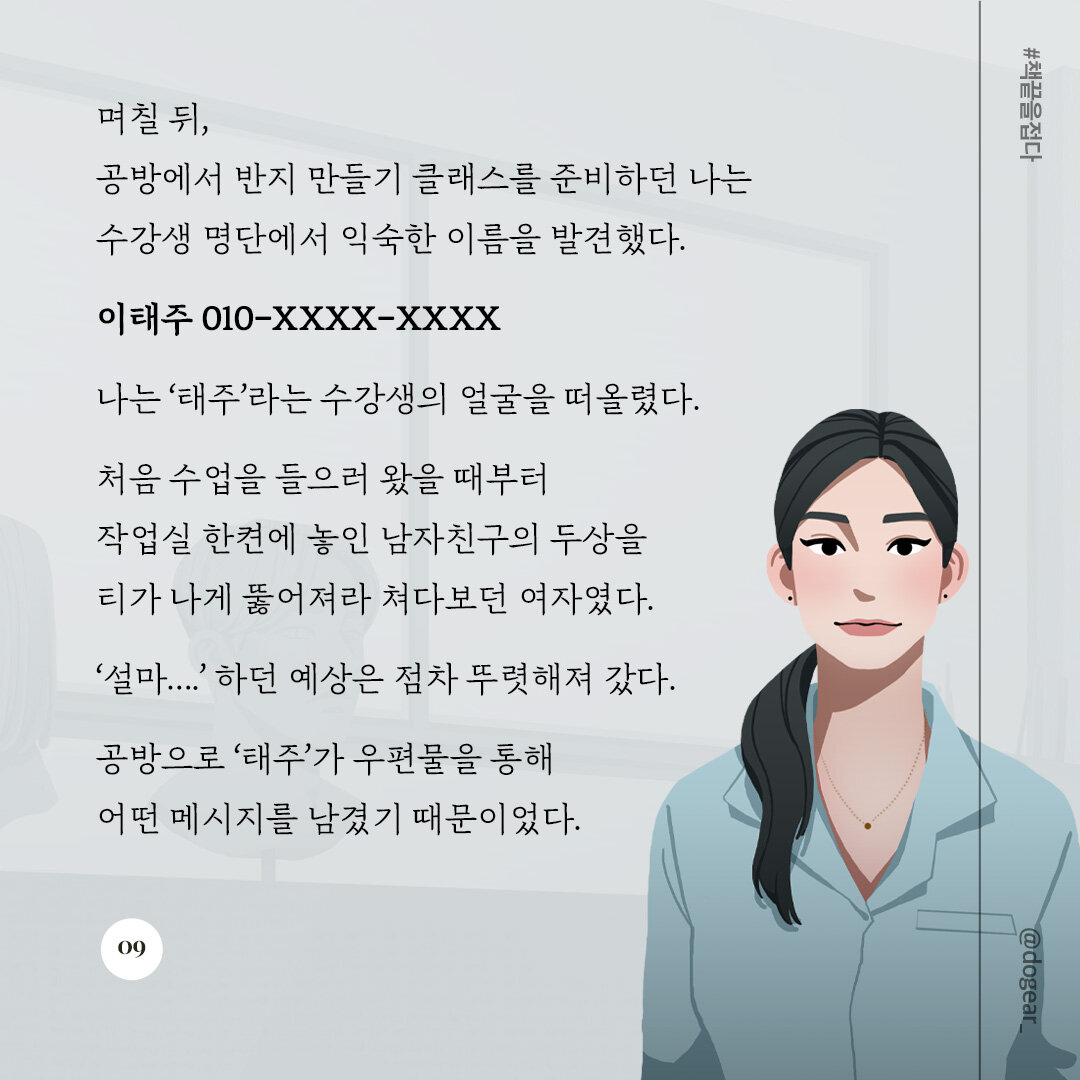 며칠 뒤,
공방에서 반지 만들기 클래스를 준비하던 나는
수강생 명단에서 익숙한 이름을 발견했다.
이태주 010-XXXX-XXXX
나는 ‘태주’라는 수강생의 얼굴을 떠올렸다.
처음 수업을 들으러 왔을 때부터
작업실 한켠에 놓인 남자친구의 두상을
티가 나게 뚫어져라 쳐다보던 여자였다.
‘설마....’ 하던 예상은 점차 뚜렷해져 갔다.
공방으로 ‘태주’가 우편물을 통해
어떤 메시지를 남겼기 때문이었다.
09
#책끝을접다
@dogear_